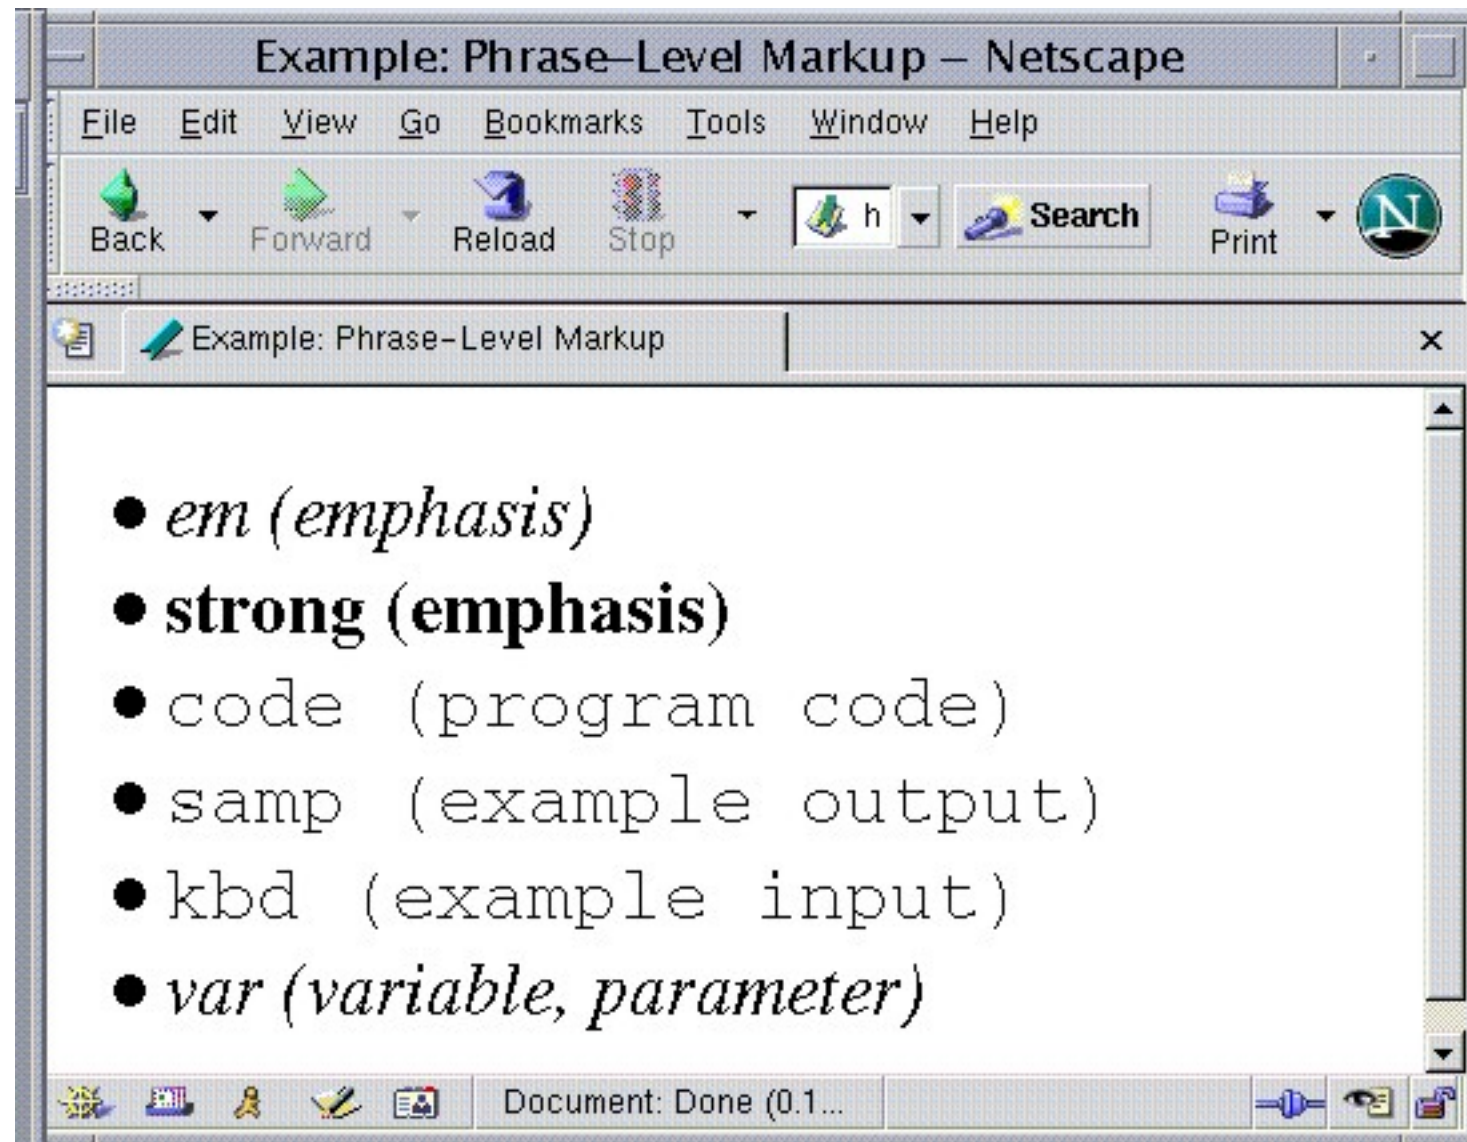 Example: Phrase–Level Markup – Netscape
File Edit View Go Bookmarks Tools Window Help
Back Forward Reload Stop h Search Print N
Example: Phrase-Level Markup
• em (emphasis)
• strong (emphasis)
• code (program code)
• samp (example output)
• kbd (example input)
• var (variable, parameter)
Document: Done (0.1...